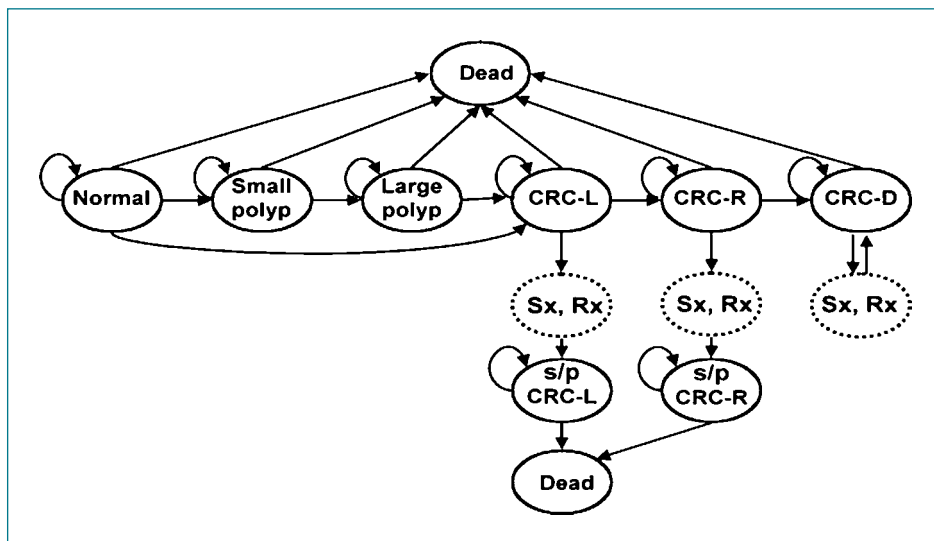 Dead
Normal
Small
polyp
Large
polyp
CRC-L
CRC-R
CRC-D
Sx, Rx
Sx, Rx
Sx, Rx
s/p
CRC-L
s/p
CRC-R
Dead